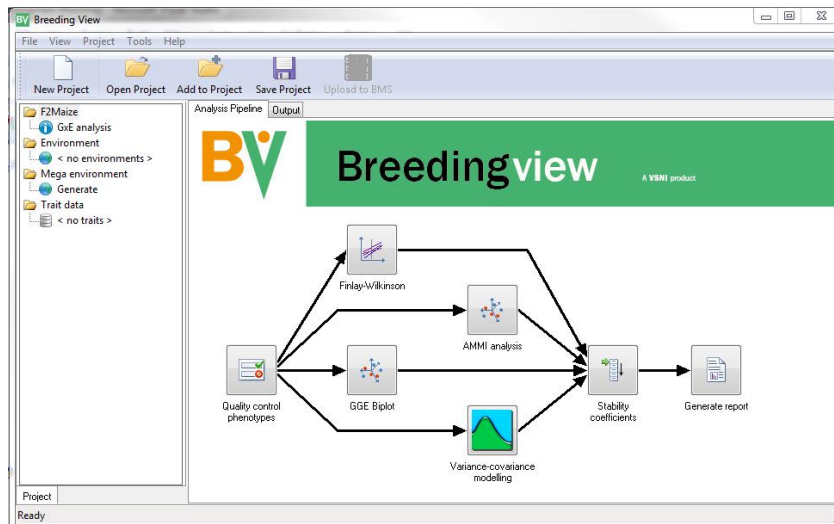 BV Breeding View
File View Project Tools Help
New Project Open Project Add to Project Save Project Upload to BMS
F2Maize
GxE analysis
Environment
< no environments >
Mega environment
Generate
Trait data
< no traits >
Project
Analysis Pipeline Output
BV Breedingview A VSNi product
Finlay-Wilkinson
AMMI analysis
Quality control
phenotypes
GGE Biplot
Stability
coefficients
Generate report
Variance-covariance
modelling
Ready